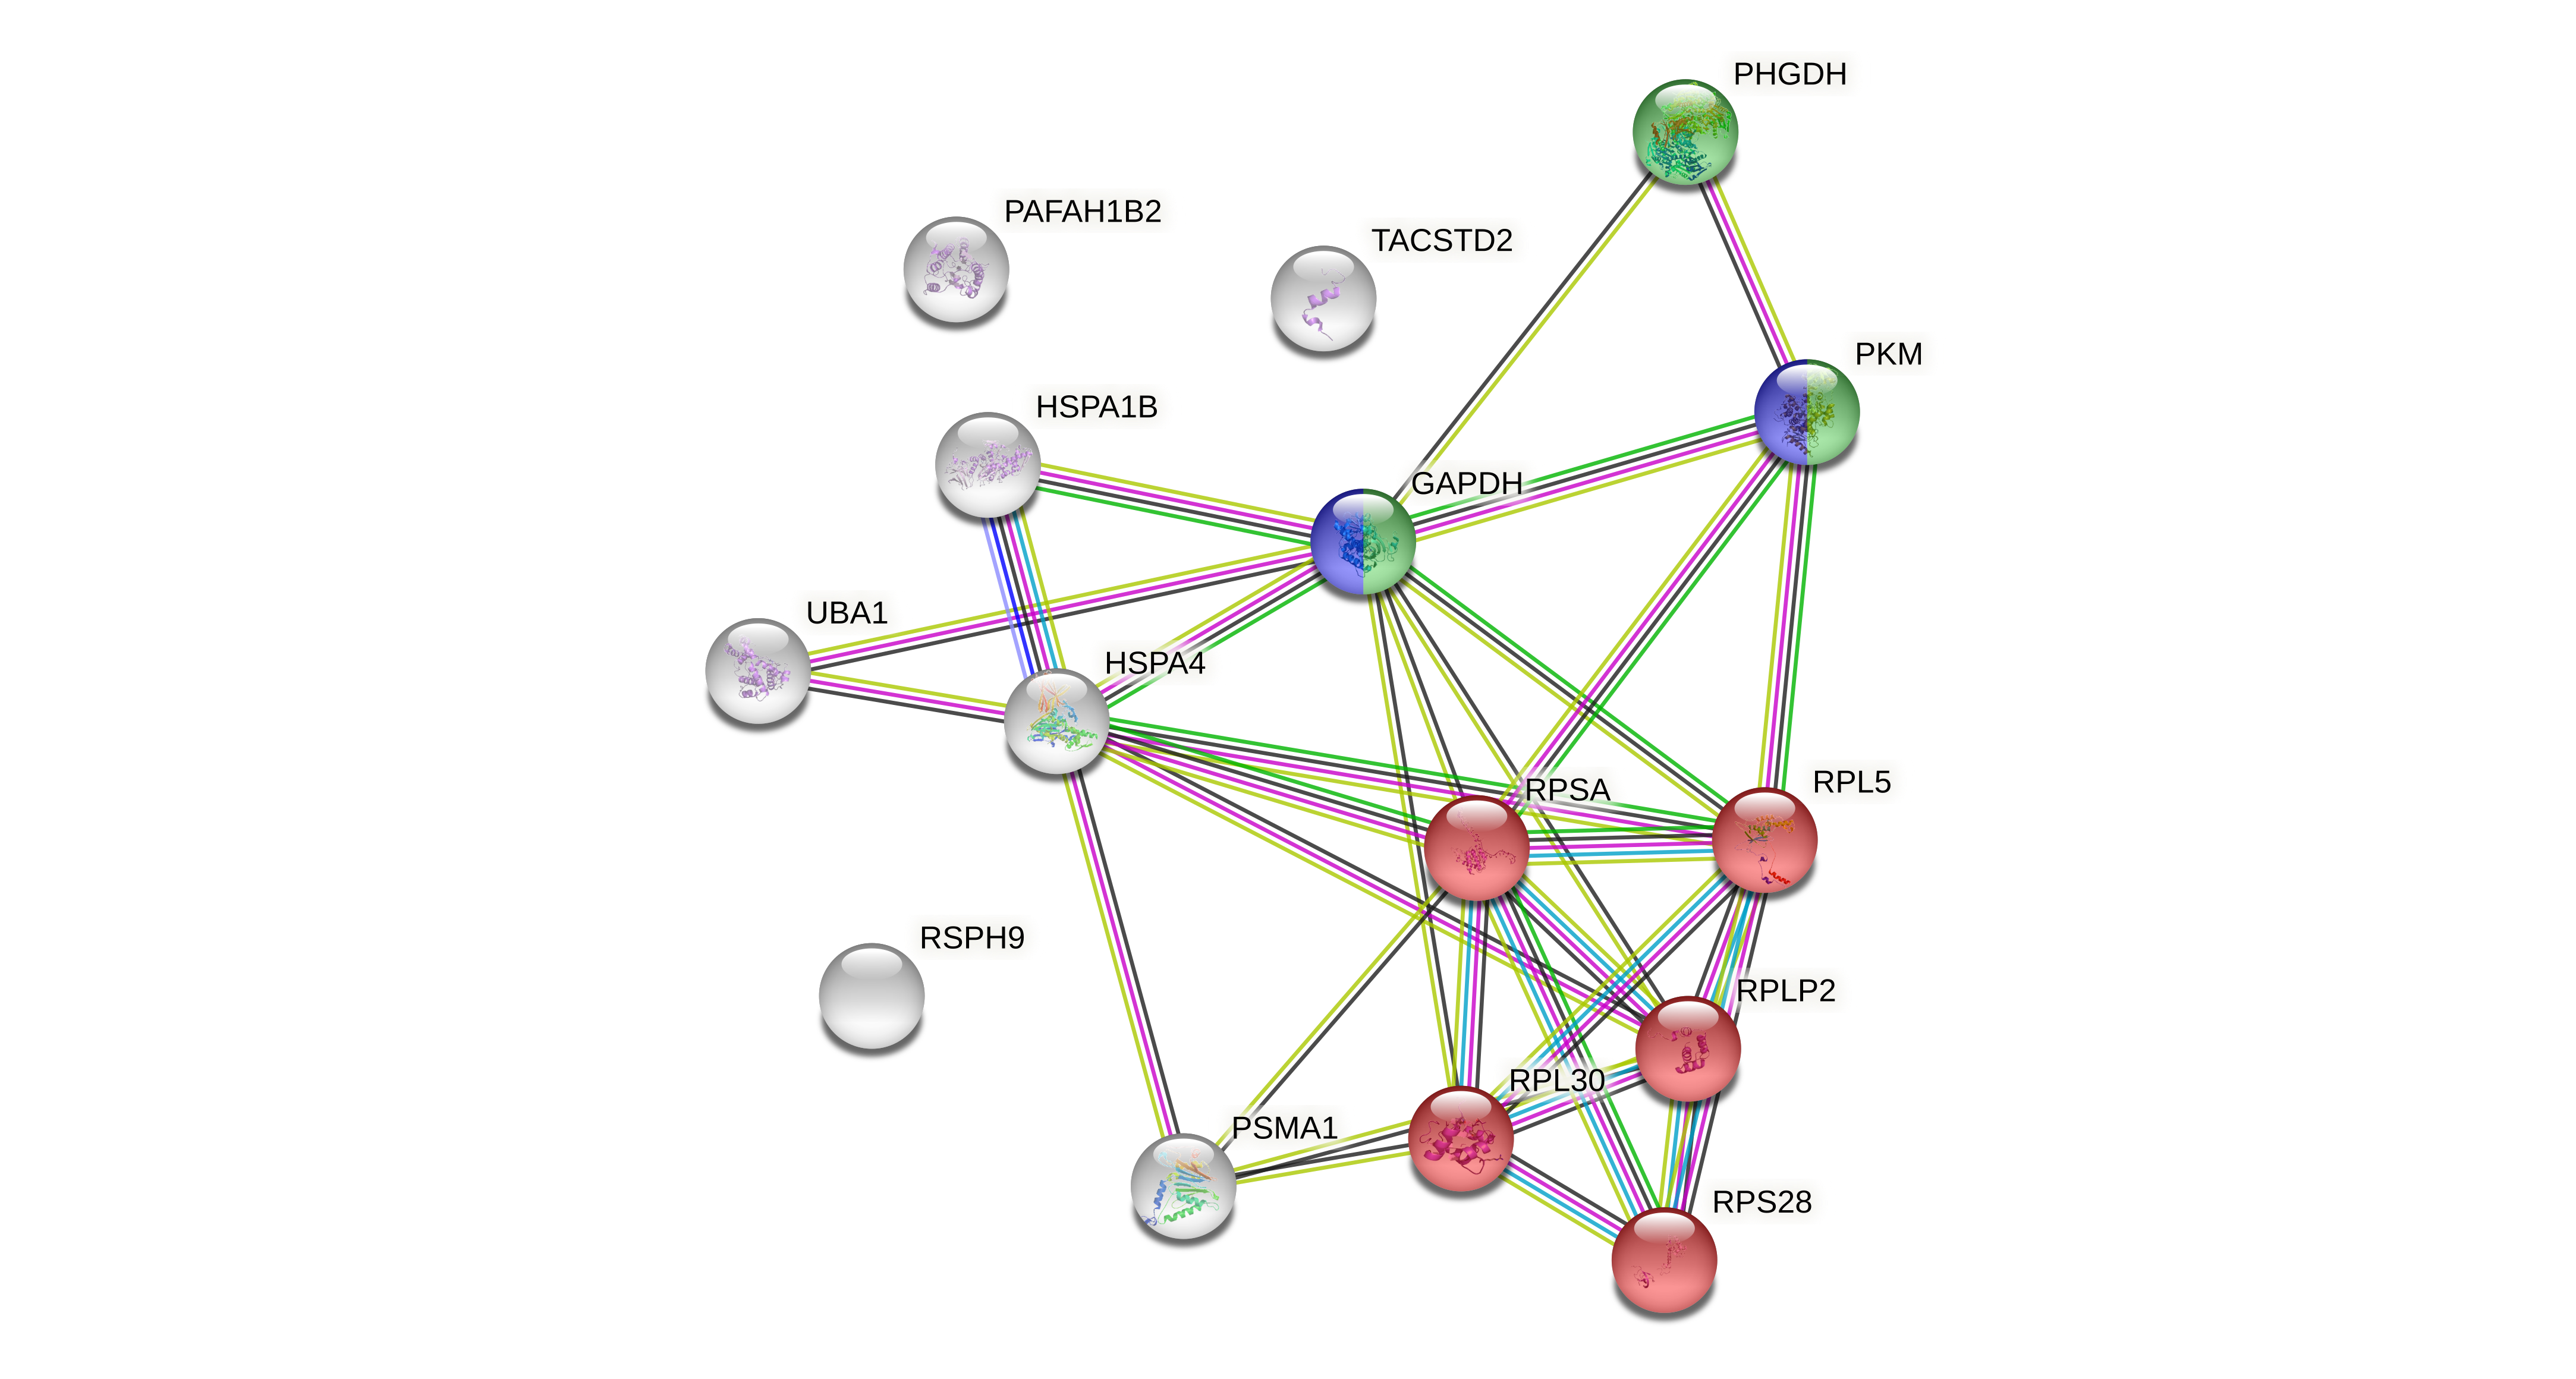 PHGDH
PAFAH1B2
TACSTD2
PKM
HSPA1B
GAPDH
UBA1
HSPA4
RPL5
RPSA
RSPH9
RPLP2
RPL30
PSMA1
RPS28